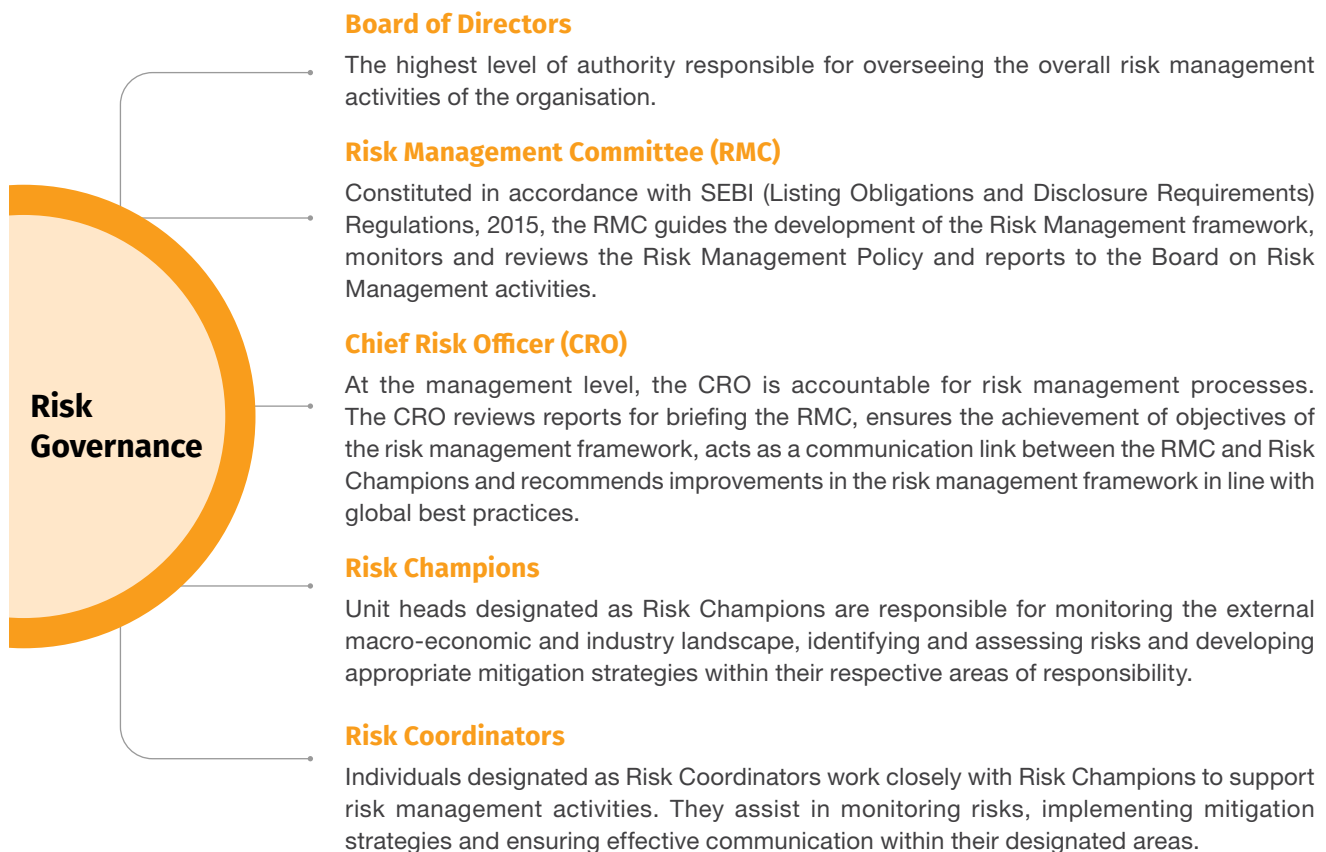 Board of Directors
The highest level of authority responsible for overseeing the overall risk management
activities of the organisation.
Risk Management Committee (RMC)
Constituted in accordance with SEBI (Listing Obligations and Disclosure Requirements)
Regulations, 2015, the RMC guides the development of the Risk Management framework,
monitors and reviews the Risk Management Policy and reports to the Board on Risk
Management activities.
Chief Risk Officer (CRO)
At the management level, the CRO is accountable for risk management processes.
The CRO reviews reports for briefing the RMC, ensures the achievement of objectives of
the risk management framework, acts as a communication link between the RMC and Risk
Champions and recommends improvements in the risk management framework in line with
global best practices.
Risk
Governance
Risk Champions
Unit heads designated as Risk Champions are responsible for monitoring the external
macro-economic and industry landscape, identifying and assessing risks and developing
appropriate mitigation strategies within their respective areas of responsibility.
Risk Coordinators
Individuals designated as Risk Coordinators work closely with Risk Champions to support
risk management activities. They assist in monitoring risks, implementing mitigation
strategies and ensuring effective communication within their designated areas.